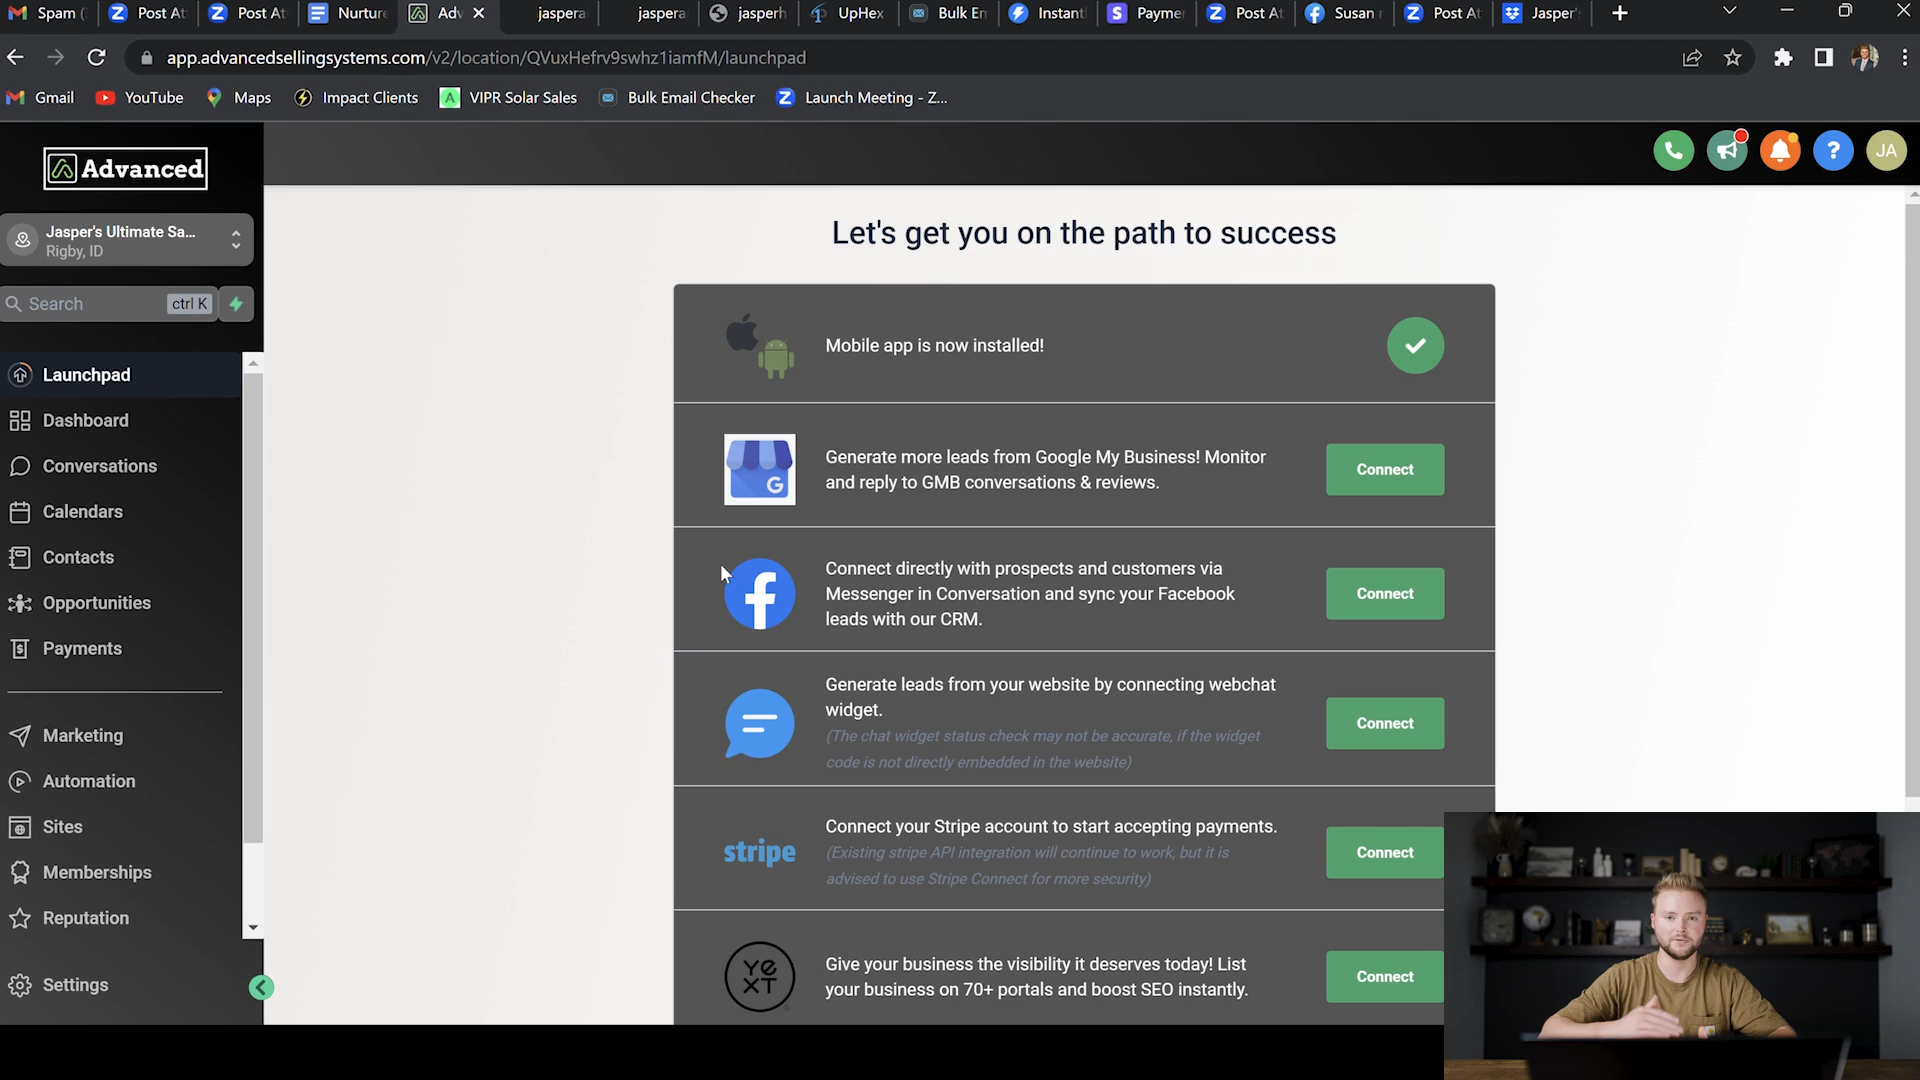 Spam (
Post At
Post At
Nurture
Adv
jaspera
jaspera
jasperh
UpHex
Bulk Em
Instant
Paymen
Post At
Susan r
Post At
Jasper'
app.advancedsellingsystems.com/v2/location/QVuxHefrv9swhz1iamfM/launchpad
Gmail
YouTube
Maps
Impact Clients
VIPR Solar Sales
Bulk Email Checker
Launch Meeting - Z...
Advanced
JA
Jasper's Ultimate Sa...
Rigby, ID
Search
ctrl K
Launchpad
Dashboard
Conversations
Calendars
Contacts
Opportunities
Payments
Marketing
Automation
Sites
Memberships
Reputation
Settings
Let's get you on the path to success
Mobile app is now installed!
Generate more leads from Google My Business! Monitor
and reply to GMB conversations & reviews.
Connect
Connect directly with prospects and customers via
Messenger in Conversation and sync your Facebook
leads with our CRM.
Connect
Generate leads from your website by connecting webchat
widget.
(The chat widget status check may not be accurate, if the widget
code is not directly embedded in the website)
Connect
stripe
Connect your Stripe account to start accepting payments.
(Existing stripe API integration will continue to work, but it is
advised to use Stripe Connect for more security)
Connect
Yext
Give your business the visibility it deserves today! List
your business on 70+ portals and boost SEO instantly.
Connect